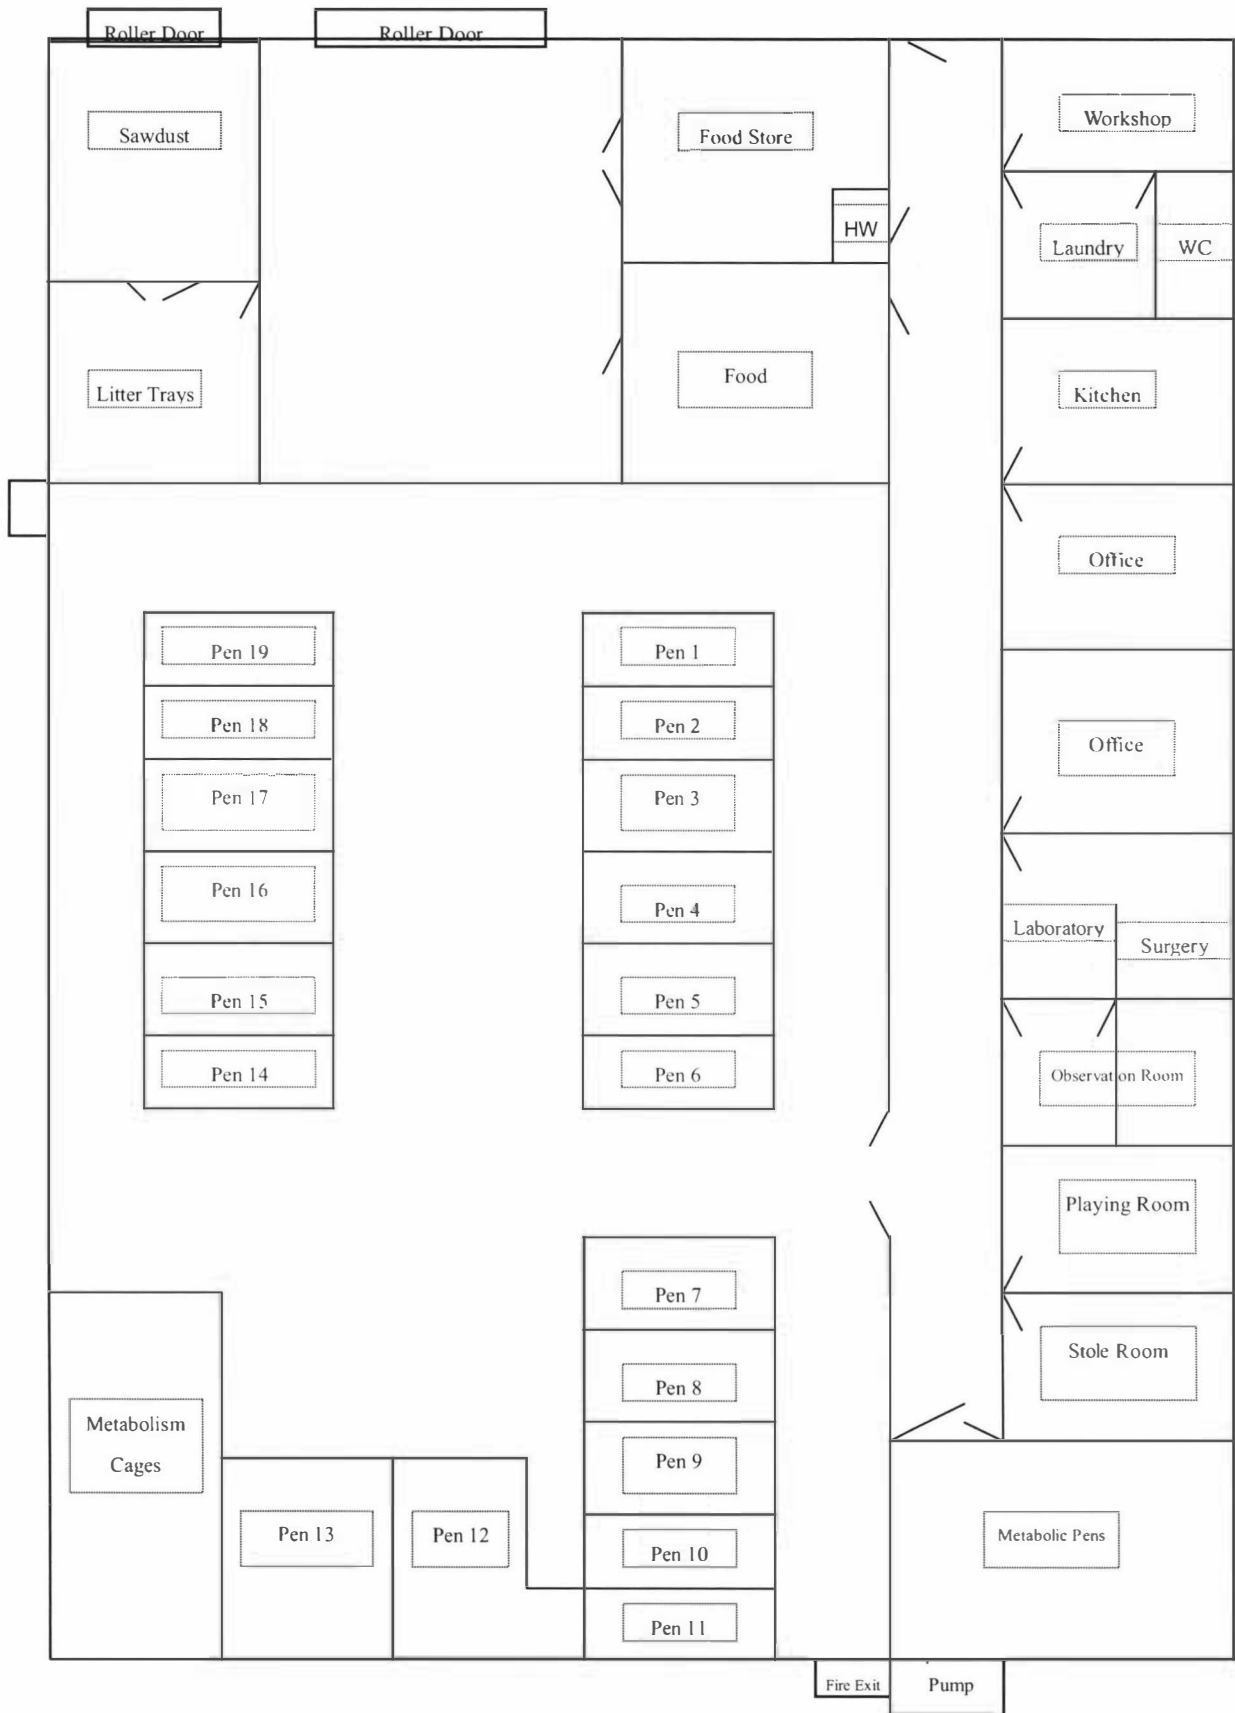 Roller Door
Roller Door
Sawdust
Food Store
Workshop
HW
Laundry
WC
Litter Trays
Food
Kitchen
Office
Pen 19
Pen 1
Pen 18
Pen 2
Office
Pen 17
Pen 3
Pen 16
Pen 4
Laboratory
Surgery
Pen 15
Pen 5
Pen 14
Pen 6
Observation Room
Playing Room
Pen 7
Stole Room
Pen 8
Metabolism
Cages
Pen 9
Pen 13
Pen 12
Pen 10
Metabolic Pens
Pen 11
Fire Exit
Pump